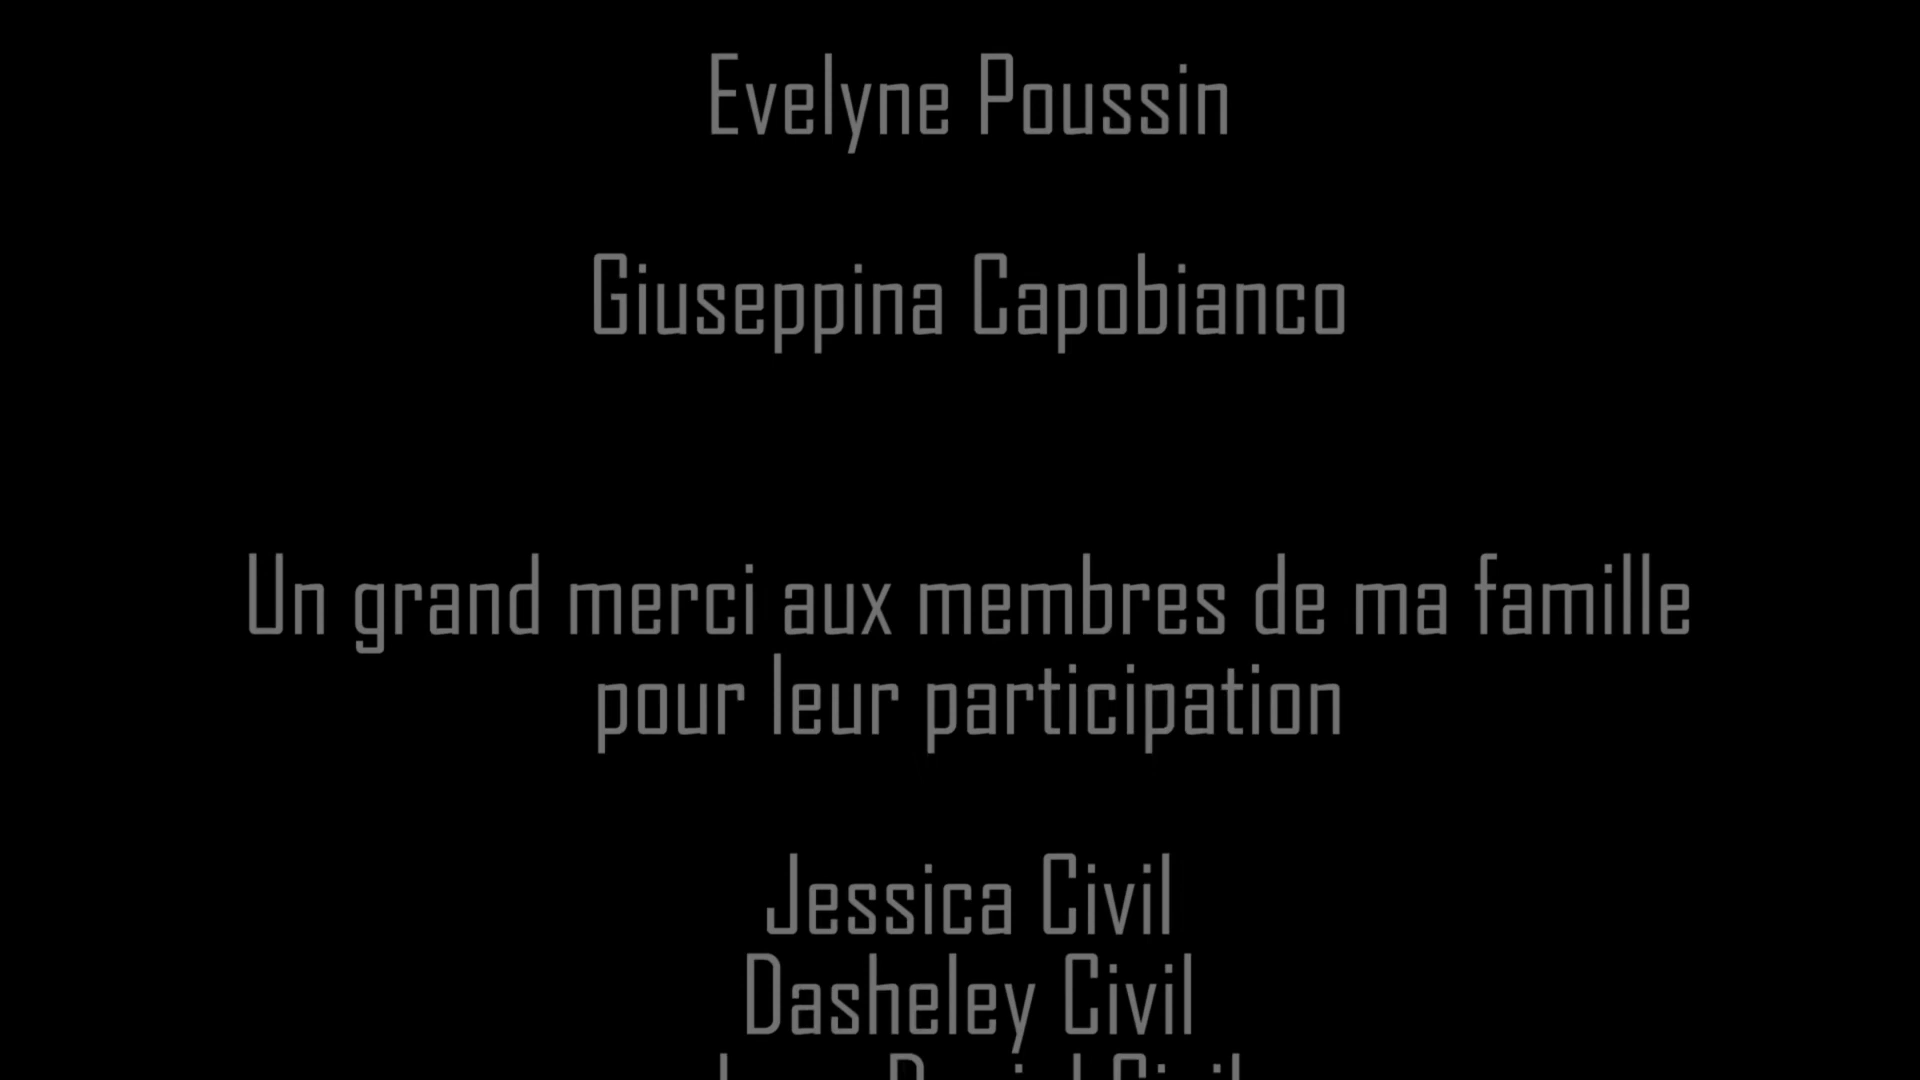 Evelyne Poussin
Giuseppina Capobianco
Un grand merci aux membres de ma famille
pour leur participation
Jessica Civil
Dasheley Civil